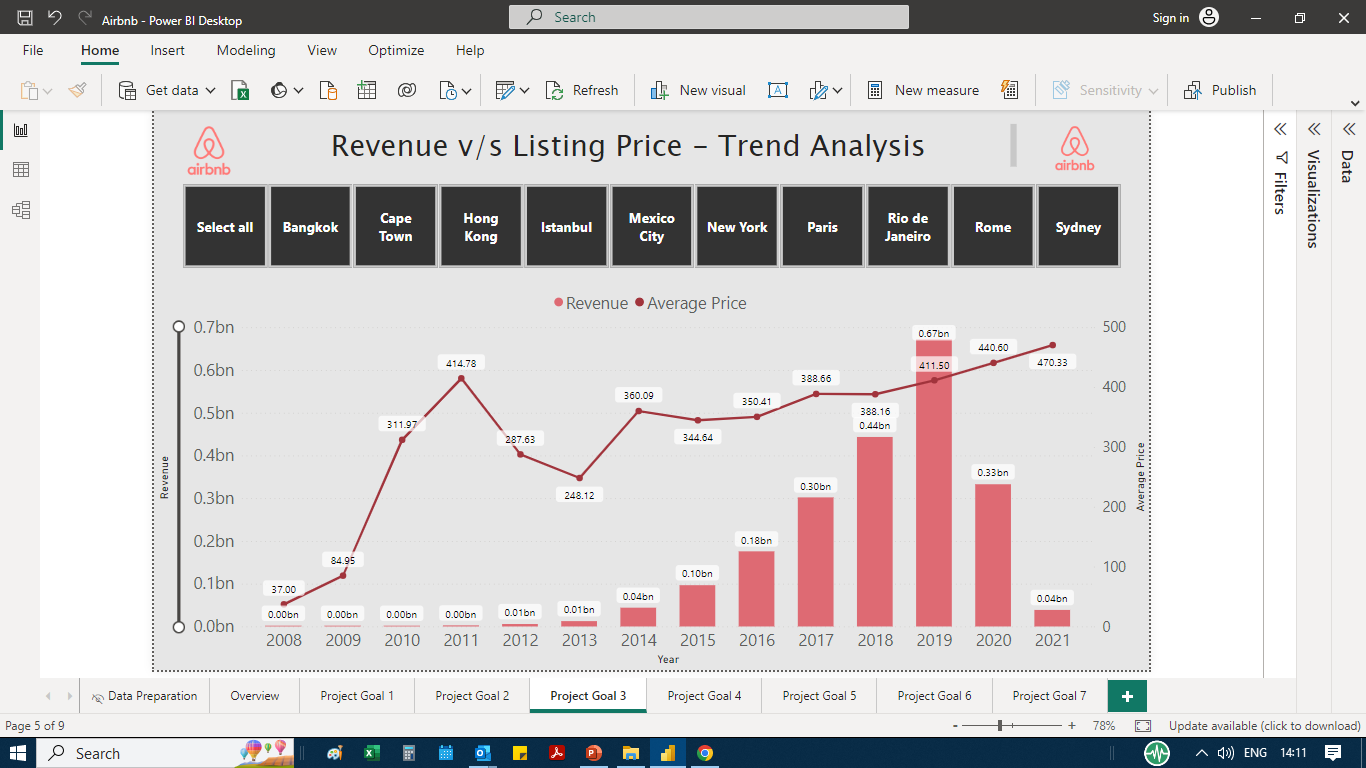 Airbnb - Power BI Desktop
Search
Sign in
File Home Insert Modeling View Optimize Help
Get data
Refresh
New visual
New measure
Sensitivity
Publish
airbnb
Revenue v/s Listing Price – Trend Analysis
airbnb
Select all
Bangkok
Cape
Town
Hong
Kong
Istanbul
Mexico
City
New York
Paris
Rio de
Janeiro
Rome
Sydney
Filters
Visualizations
Data
Revenue Average Price
0.7bn
0.6bn
0.5bn
0.4bn
0.3bn
0.2bn
0.1bn
0.0bn
Revenue
37.00
84.95
311.97
414.78
287.63
248.12
360.09
344.64
350.41
388.66
388.16
411.50
440.60
470.33
0.00bn
0.00bn
0.00bn
0.00bn
0.01bn
0.01bn
0.04bn
0.10bn
0.18bn
0.30bn
0.44bn
0.67bn
0.33bn
0.04bn
500
400
300
200
100
0
Average Price
2008 2009 2010 2011 2012 2013 2014 2015 2016 2017 2018 2019 2020 2021
Year
Data Preparation Overview Project Goal 1 Project Goal 2 Project Goal 3 Project Goal 4 Project Goal 5 Project Goal 6 Project Goal 7 +
Page 5 of 9
- + 78% Update available (click to download)
Search
ENG 14:11